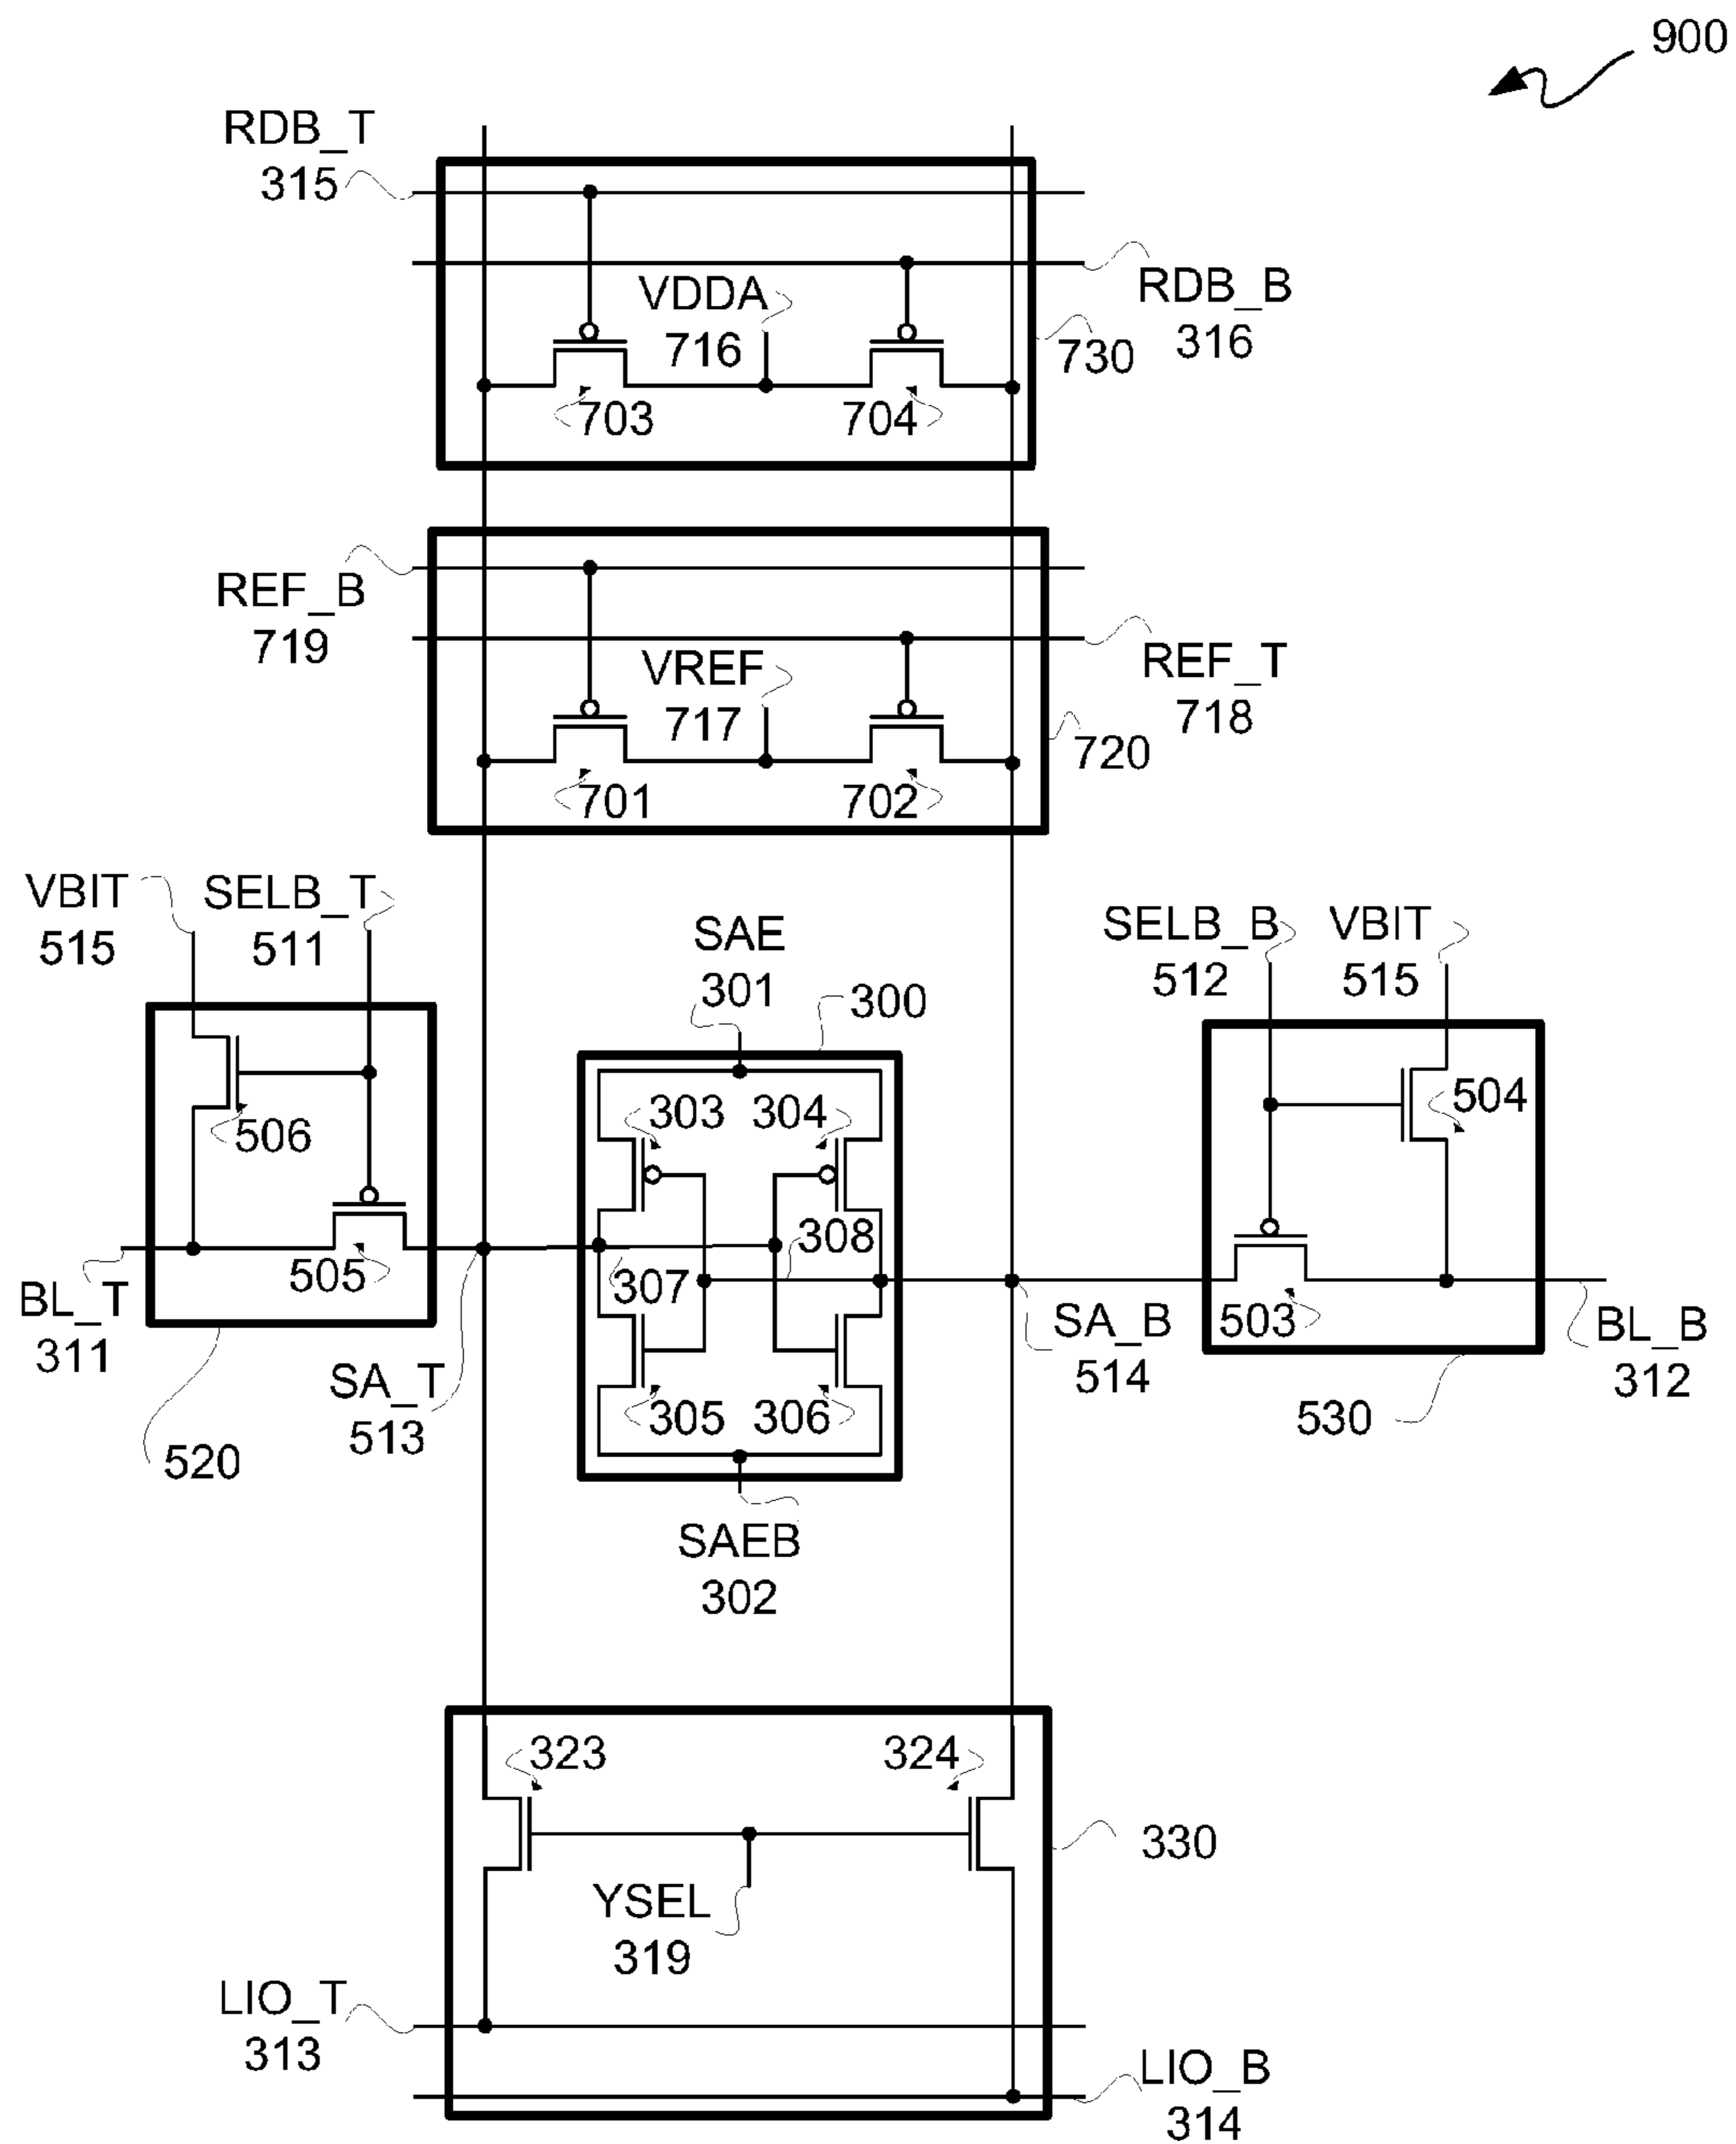 900
RDB_T
315
RDB_B
316
VDDA
716
730
703
704
REF_B
719
REF_T
718
VREF
717
720
701
702
VBIT
515
SELB_T
511
SAE
301
300
SELB_B
512
VBIT
515
506
303
304
504
505
307
308
BL_T
311
SA_T
513
305
306
SA_B
514
503
BL_B
312
520
530
SAEB
302
323
324
330
YSEL
319
LIO_T
313
LIO_B
314